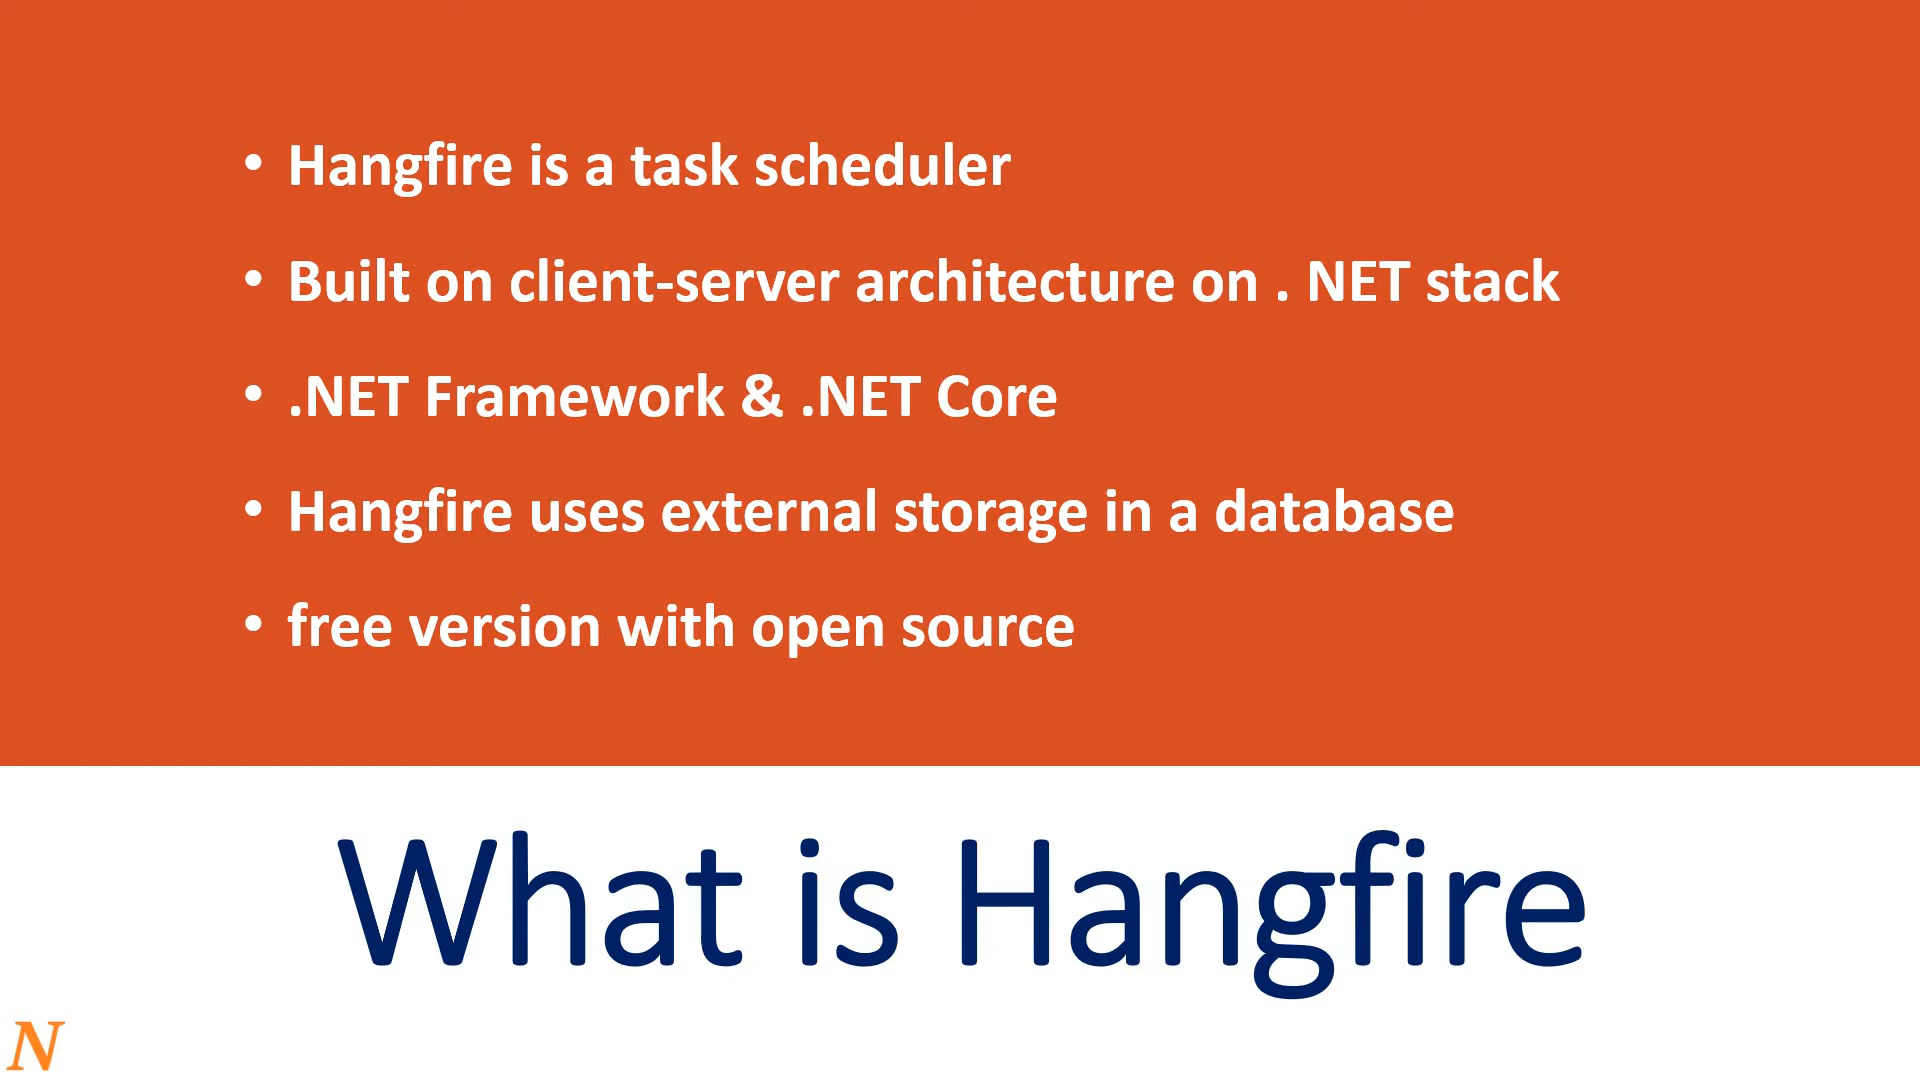 • Hangfire is a task scheduler
• Built on client-server architecture on . NET stack
• .NET Framework & .NET Core
• Hangfire uses external storage in a database
• free version with open source
What is Hangfire
N